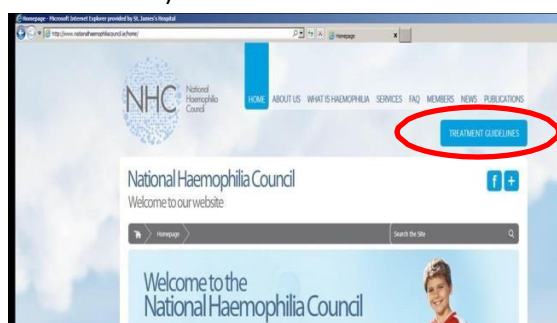 Homepage - Microsoft Internet Explorer provided by St. James's Hospital
http://www.nationalhaemophiliacouncil.ie/home/
Homepage
x
NHC
National
Haemophilia
Council
HOME ABOUT US WHAT IS HAEMOPHILIA SERVICES FAQ MEMBERS NEWS PUBLICATIONS
TREATMENT GUIDELINES
National Haemophilia Council
f +
Welcome to our website
Homepage
Search the Site
Welcome to the
National Haemophilia Council